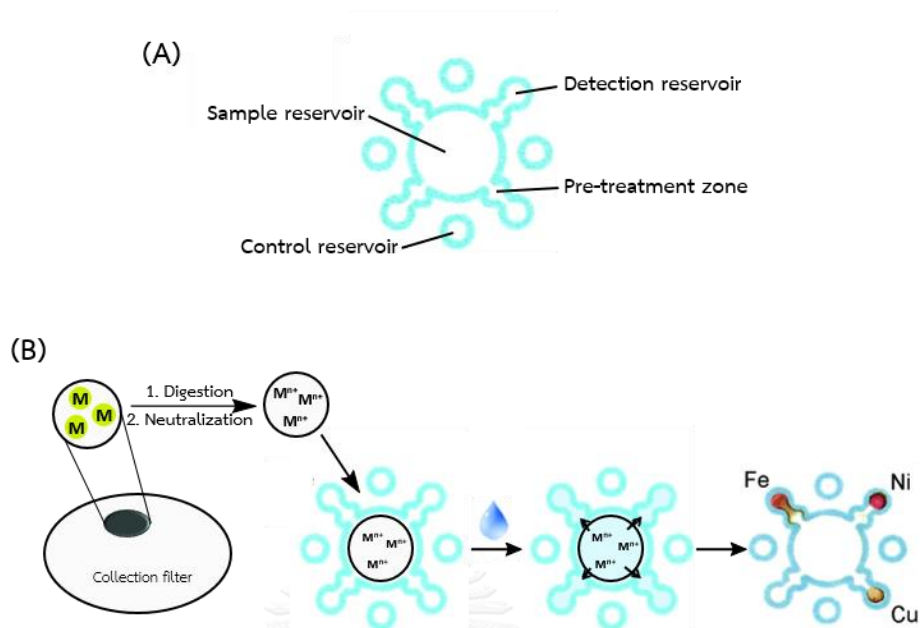 (A)
Detection reservoir
Sample reservoir
Pre-treatment zone
Control reservoir
(B)
M
M
M
1. Digestion
2. Neutralization
Mⁿ⁺
Mⁿ⁺
Mⁿ⁺
Collection filter
Mⁿ⁺
Mⁿ⁺
Mⁿ⁺
Mⁿ⁺
Mⁿ⁺
Mⁿ⁺
Fe
Ni
Cu